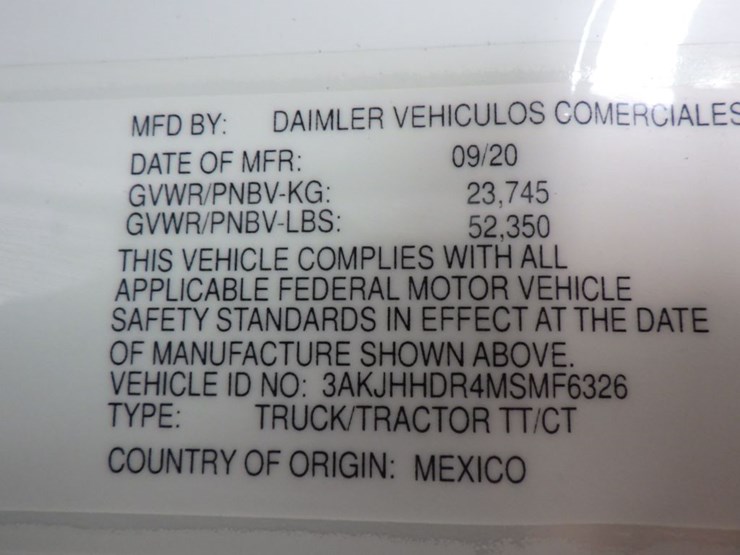 MFD BY: DAIMLER VEHICULOS COMERCIALES
DATE OF MFR: 09/20
GVWR/PNBV-KG: 23,745
GVWR/PNBV-LBS: 52,350
THIS VEHICLE COMPLIES WITH ALL
APPLICABLE FEDERAL MOTOR VEHICLE
SAFETY STANDARDS IN EFFECT AT THE DATE
OF MANUFACTURE SHOWN ABOVE.
VEHICLE ID NO: 3AKJHHDR4MSMF6326
TYPE: TRUCK/TRACTOR TT/CT
COUNTRY OF ORIGIN: MEXICO